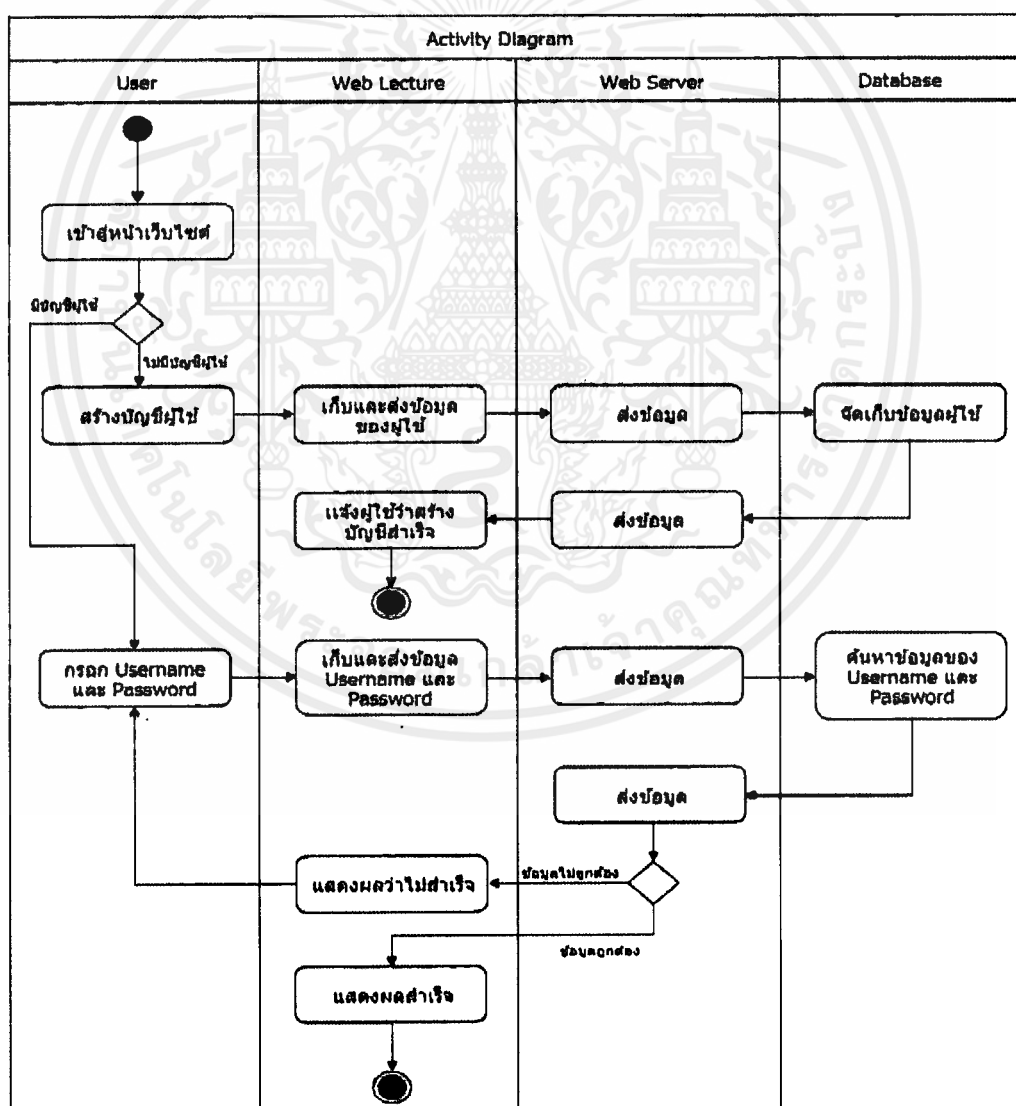 Activity Diagram
User
Web Lecture
Web Server
Database
เข้าสู่หน้าเว็บไซต์
มีบัญชีผู้ใช้
ไม่มีบัญชีผู้ใช้
สร้างบัญชีผู้ใช้
เก็บและส่งข้อมูล
ของผู้ใช้
ส่งข้อมูล
จัดเก็บข้อมูลผู้ใช้
แจ้งผู้ใช้ว่าสร้าง
บัญชีสำเร็จ
ส่งข้อมูล
กรอก Username
และ Password
เก็บและส่งข้อมูล
Username และ
Password
ส่งข้อมูล
ค้นหาข้อมูลของ
Username และ
Password
ส่งข้อมูล
แสดงผลว่าไม่สำเร็จ
ข้อมูลไม่ถูกต้อง
ข้อมูลถูกต้อง
แสดงผลสำเร็จ